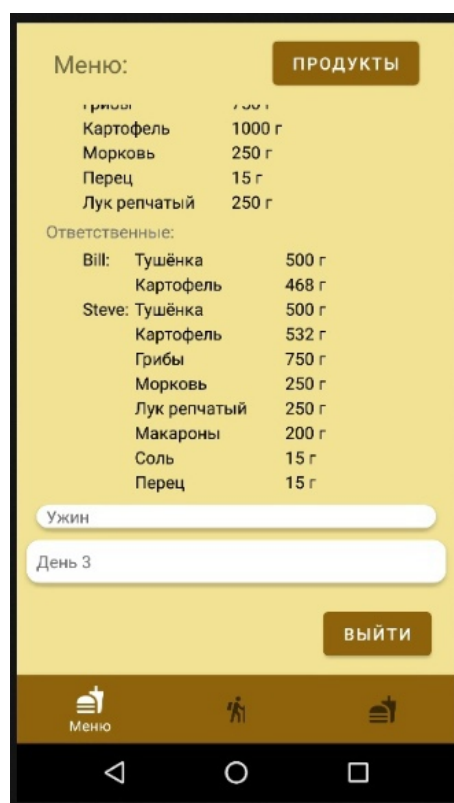 Меню: ПРОДУКТЫ
Грибы 750 г
Картофель 1000 г
Морковь 250 г
Перец 15 г
Лук репчатый 250 г
Ответственные:
Bill: Тушёнка 500 г
Картофель 468 г
Steve: Тушёнка 500 г
Картофель 532 г
Грибы 750 г
Морковь 250 г
Лук репчатый 250 г
Макароны 200 г
Соль 15 г
Перец 15 г
Ужин
День 3
ВЫЙТИ
Меню